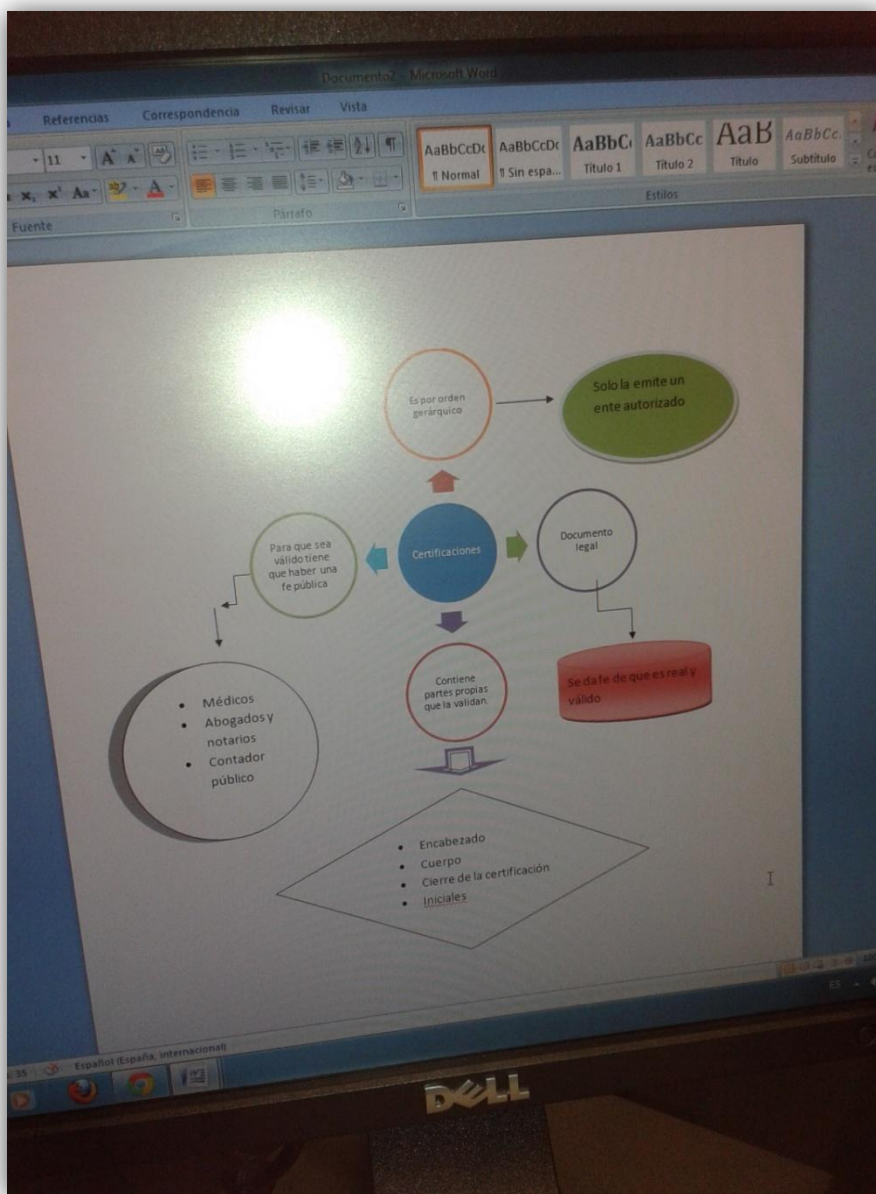 Documento2 - Microsoft Word
Referencias Correspondencia Revisar Vista
11
Fuente
Párrafo
AaBbCcDc AaBbCcDc AaBbC AaBbCc AaB AaBbCc.
¶ Normal ¶ Sin espa... Título 1 Título 2 Título Subtítulo
Estilos
Es por orden
gerárquico
Solo la emite un
ente autorizado
Para que sea
válido tiene
que haber una
fe pública
Certificaciones
Documento
legal
Contiene
partes propias
que la validan.
Se da fe de que es real y
válido
• Médicos
• Abogados y
notarios
• Contador
público
• Encabezado
• Cuerpo
• Cierre de la certificación
• Iniciales
35 Español (España, internacional)
ES
DELL